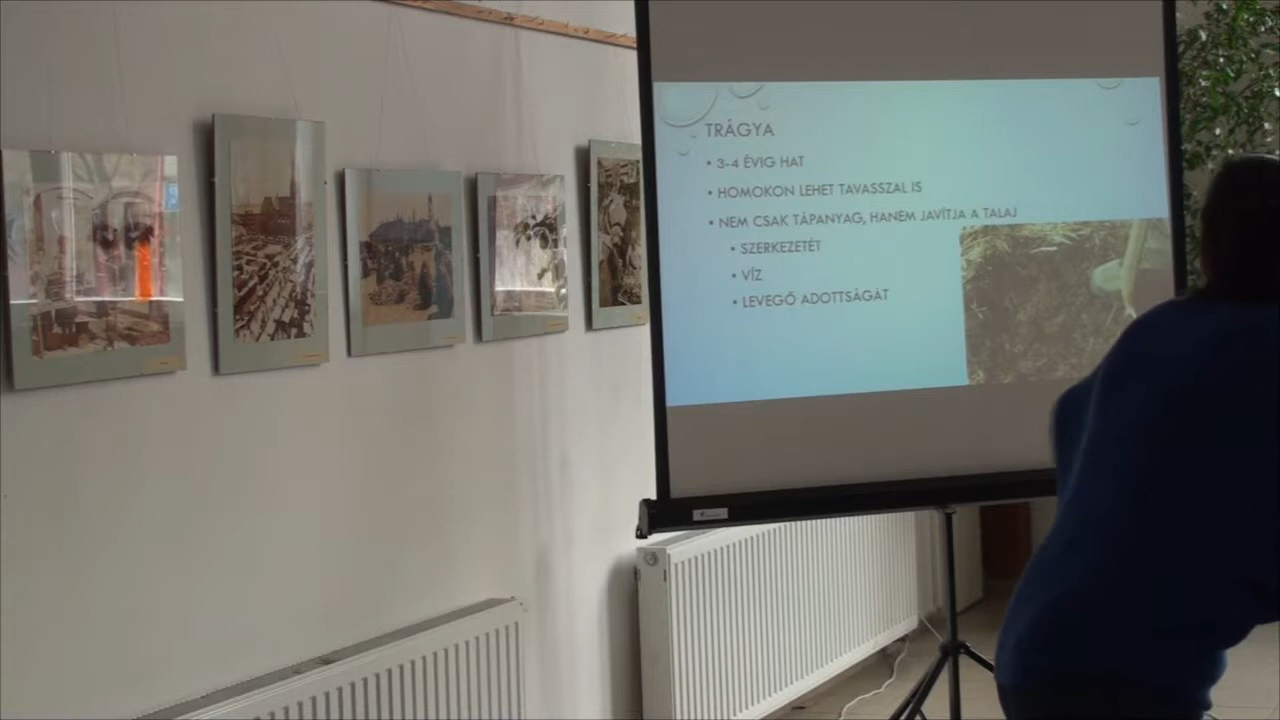 TRÁGYA
• 3-4 ÉVIG HAT
• HOMOKON LEHET TAVASSZAL IS
• NEM CSAK TÁPANYAG, HANEM JAVÍTJA A TALAJ
• SZERKEZETÉT
• VÍZ
• LEVEGŐ ADOTTSÁGÁT